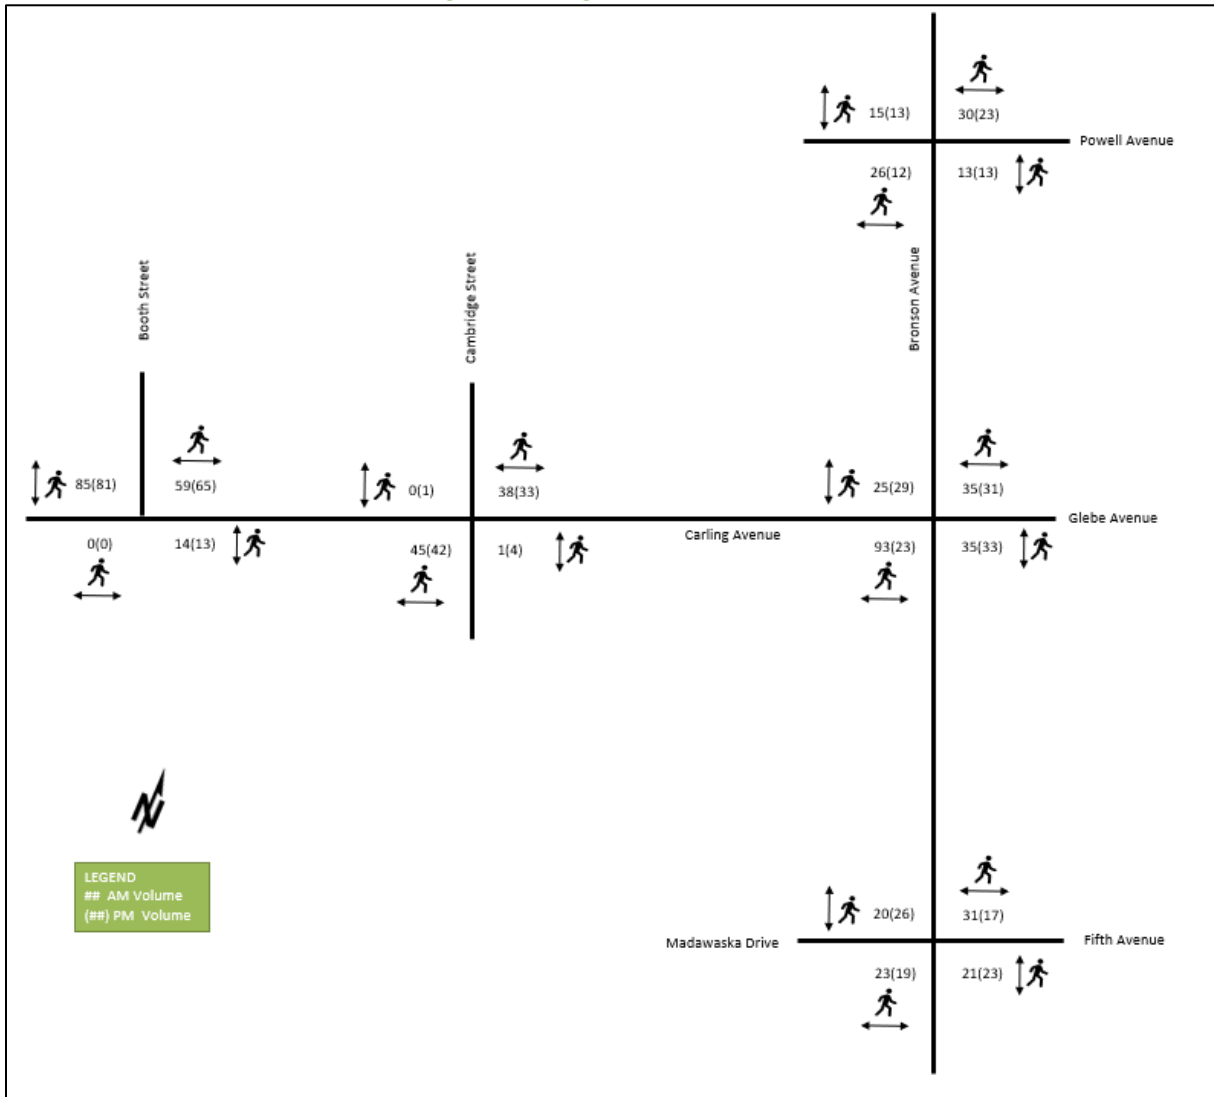 15(13)
30(23)
Powell Avenue
26(12)
13(13)
Booth Street
Cambridge Street
Bronson Avenue
85(81)
59(65)
0(1)
38(33)
25(29)
35(31)
Glebe Avenue
0(0)
14(13)
45(42)
1(4)
Carling Avenue
93(23)
35(33)
N
LEGEND
## AM Volume
(##) PM Volume
20(26)
31(17)
Madawaska Drive
Fifth Avenue
23(19)
21(23)